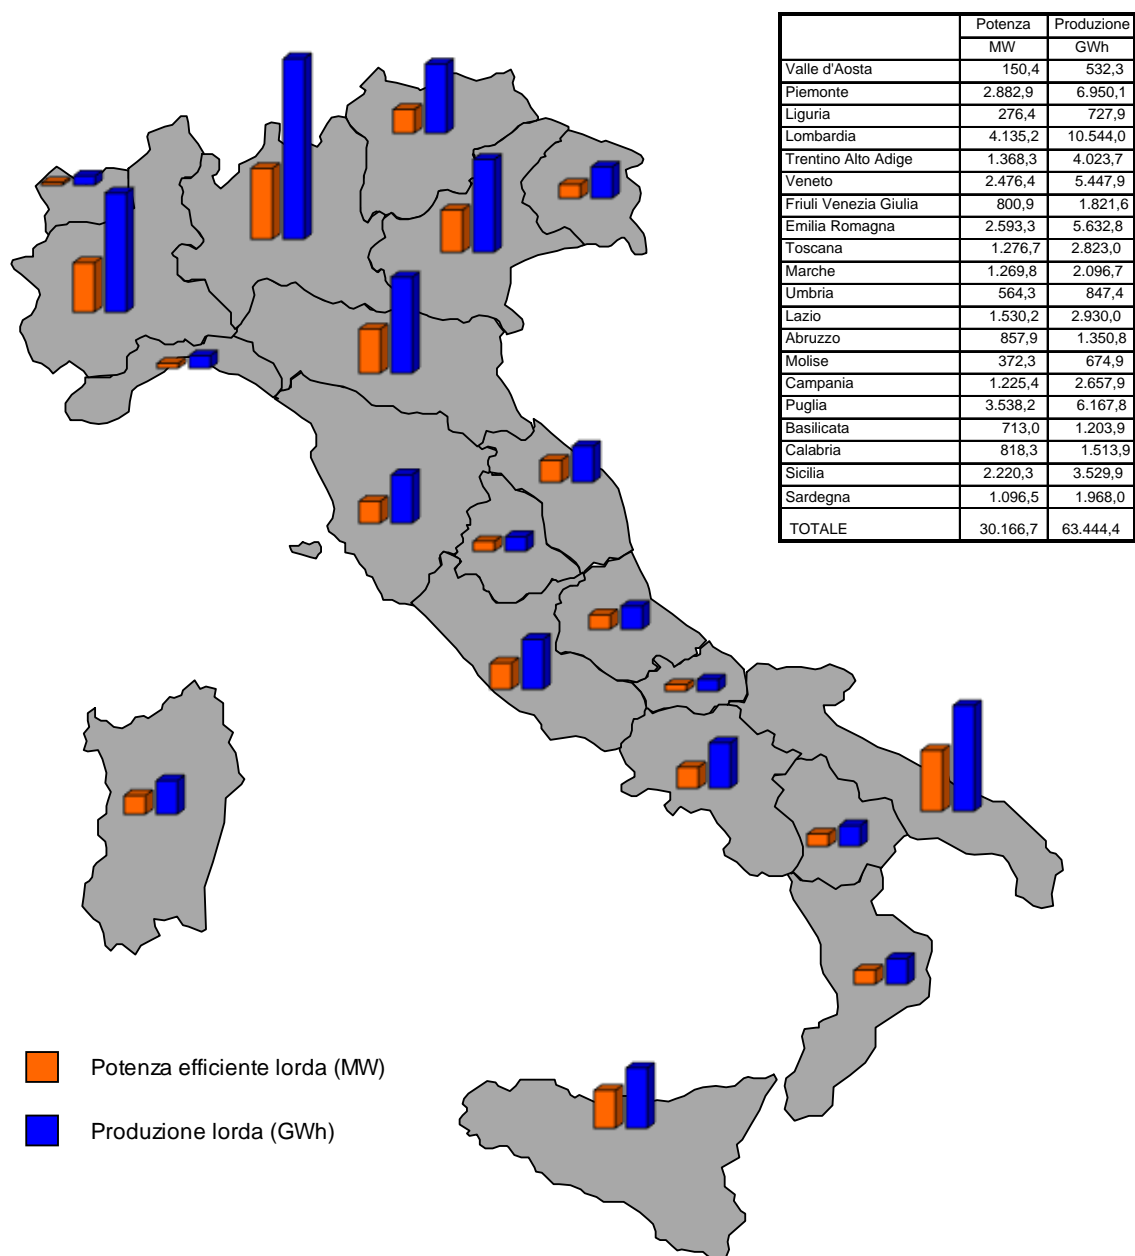 Potenza Produzione
MW GWh
Valle d'Aosta 150,4 532,3
Piemonte 2.882,9 6.950,1
Liguria 276,4 727,9
Lombardia 4.135,2 10.544,0
Trentino Alto Adige 1.368,3 4.023,7
Veneto 2.476,4 5.447,9
Friuli Venezia Giulia 800,9 1.821,6
Emilia Romagna 2.593,3 5.632,8
Toscana 1.276,7 2.823,0
Marche 1.269,8 2.096,7
Umbria 564,3 847,4
Lazio 1.530,2 2.930,0
Abruzzo 857,9 1.350,8
Molise 372,3 674,9
Campania 1.225,4 2.657,9
Puglia 3.538,2 6.167,8
Basilicata 713,0 1.203,9
Calabria 818,3 1.513,9
Sicilia 2.220,3 3.529,9
Sardegna 1.096,5 1.968,0
TOTALE 30.166,7 63.444,4
Potenza efficiente lorda (MW)
Produzione lorda (GWh)